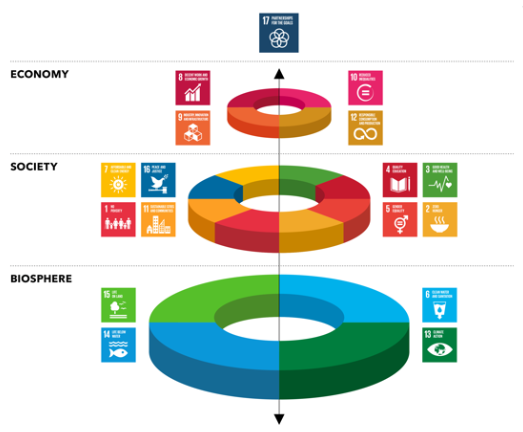 17 PARTNERSHIPS
FOR THE GOALS
ECONOMY
8 DECENT WORK AND
ECONOMIC GROWTH
10 REDUCED
INEQUALITIES
9 INDUSTRY, INNOVATION
AND INFRASTRUCTURE
12 RESPONSIBLE
CONSUMPTION
AND PRODUCTION
SOCIETY
7 AFFORDABLE AND
CLEAN ENERGY
16 PEACE AND
JUSTICE
4 QUALITY
EDUCATION
3 GOOD HEALTH
AND WELL-BEING
1 NO
POVERTY
11 SUSTAINABLE CITIES
AND COMMUNITIES
5 GENDER
EQUALITY
2 ZERO
HUNGER
BIOSPHERE
15 LIFE
ON LAND
6 CLEAN WATER
AND SANITATION
14 LIFE BELOW
WATER
13 CLIMATE
ACTION